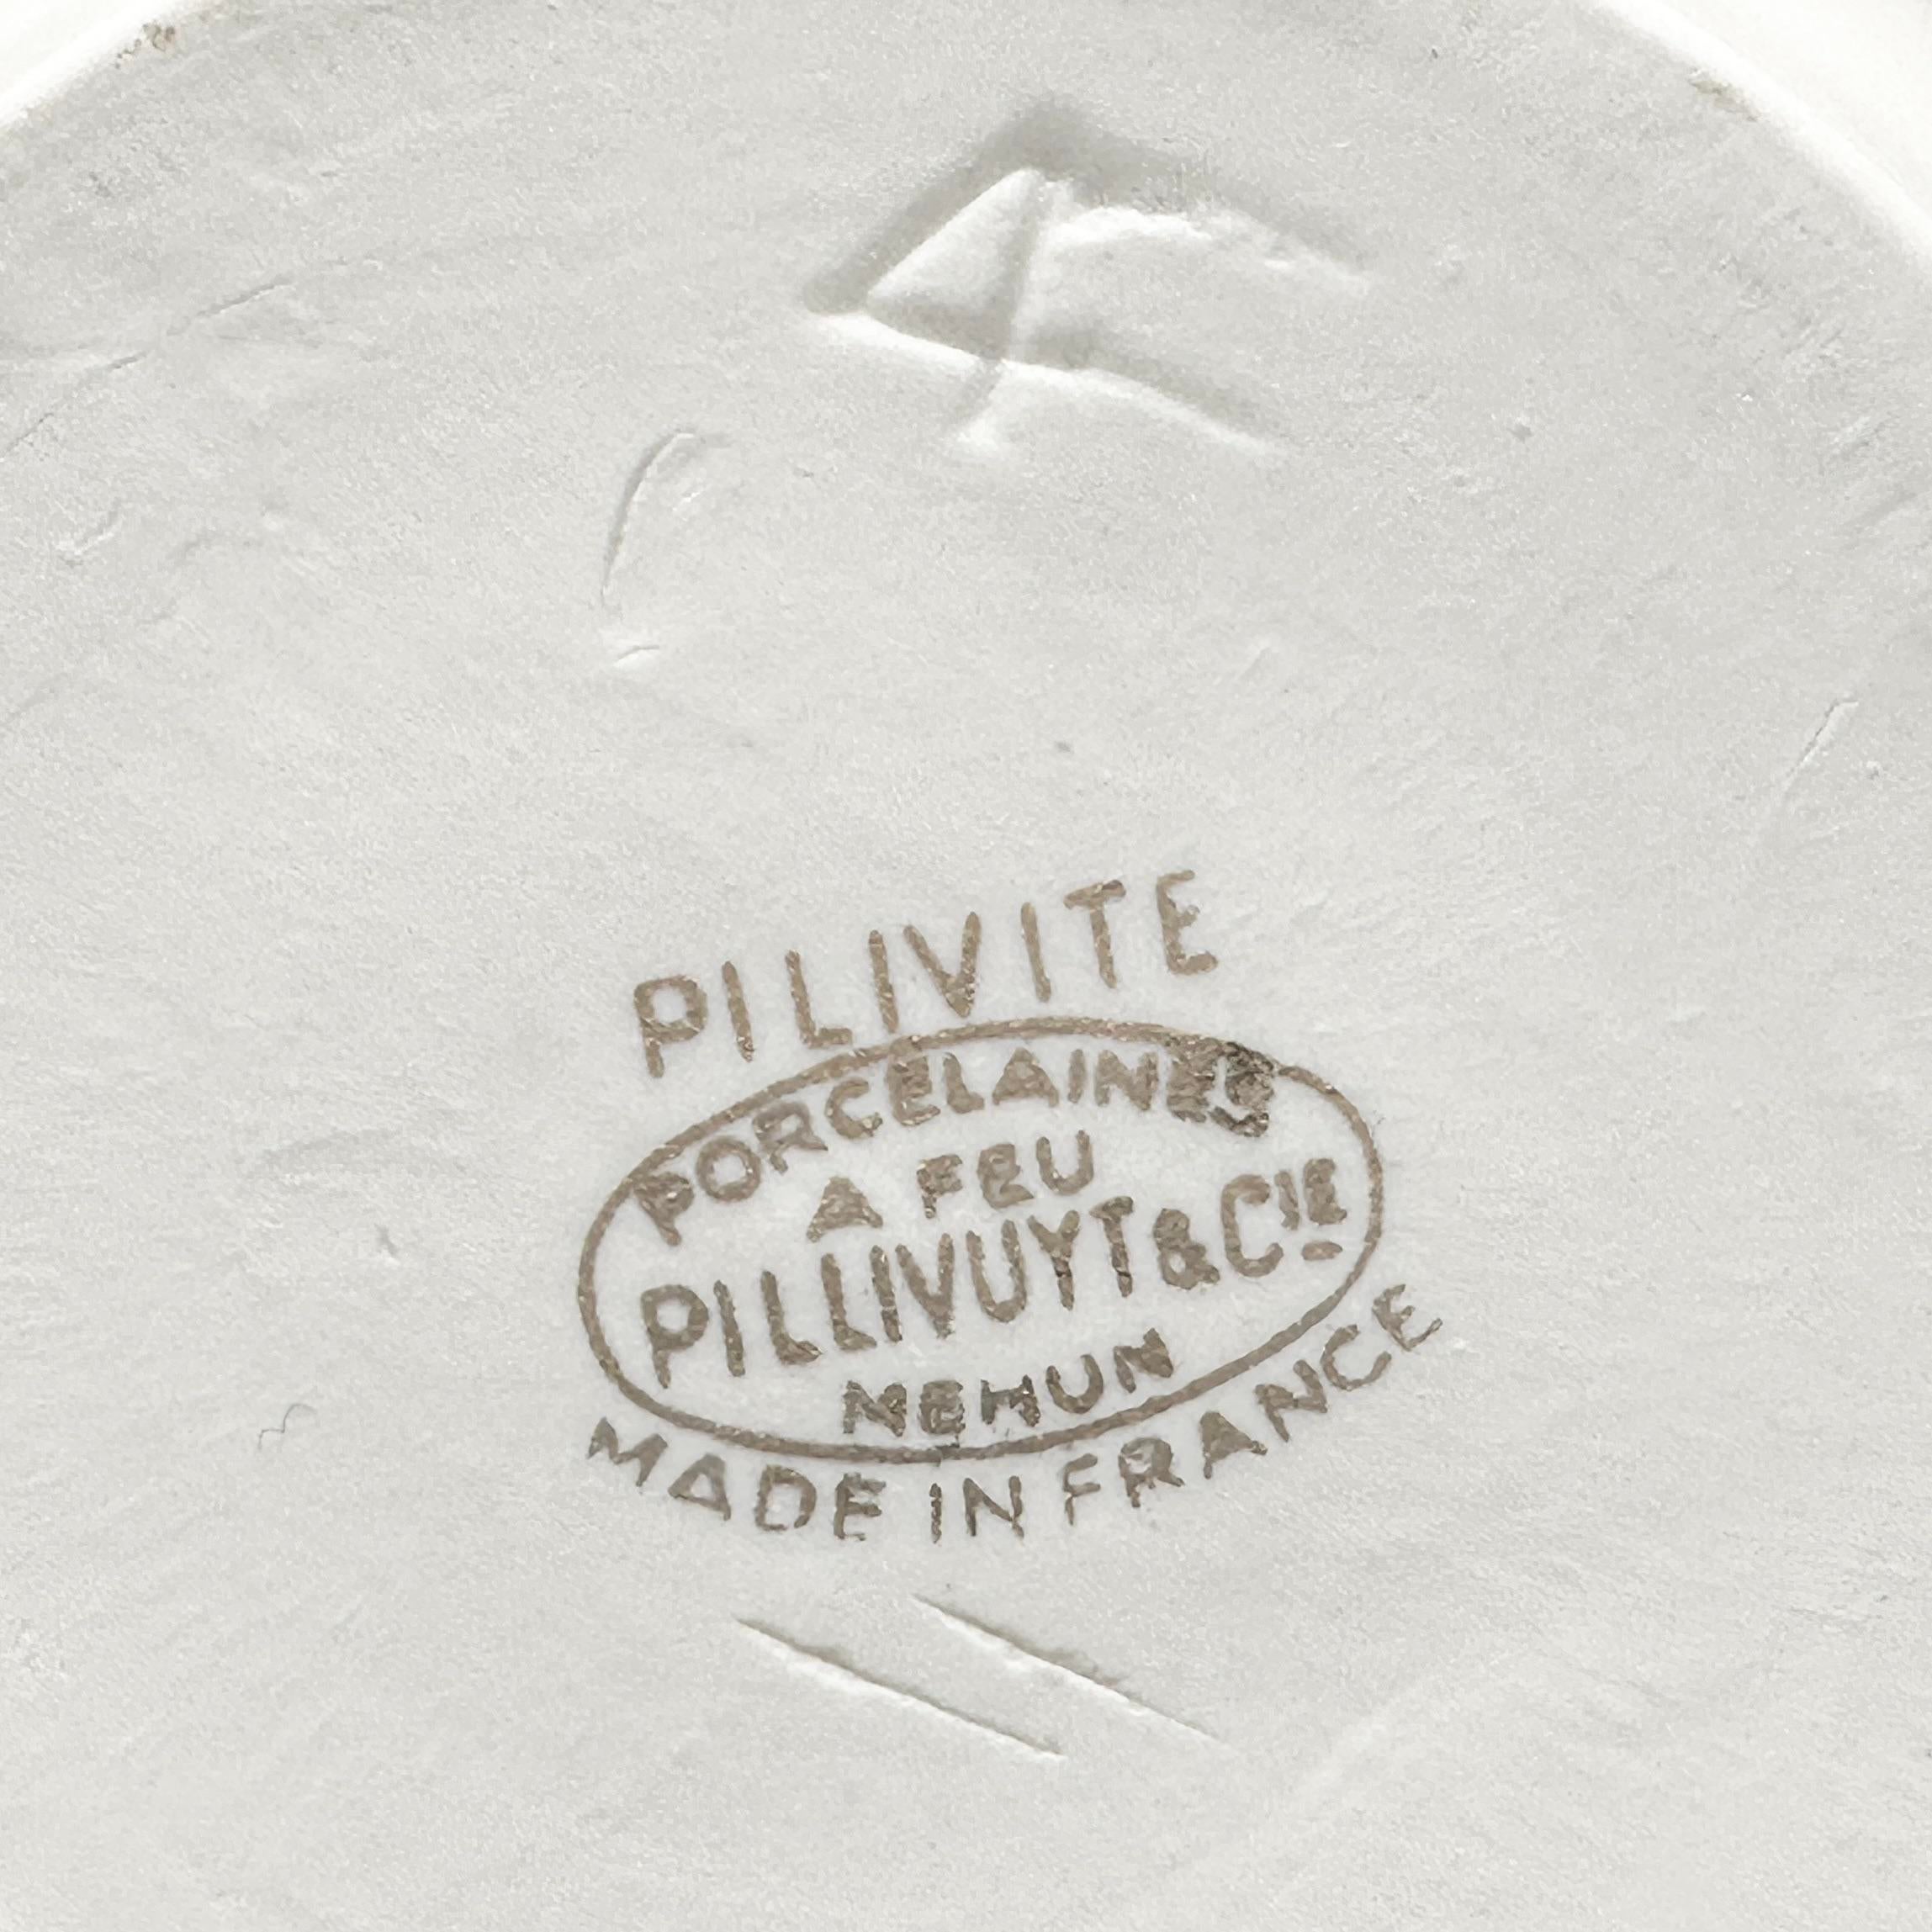 PILIVITE
PORCELAINES
A FEU
PILLIVUYT & CIE
MEHUN
MADE IN FRANCE